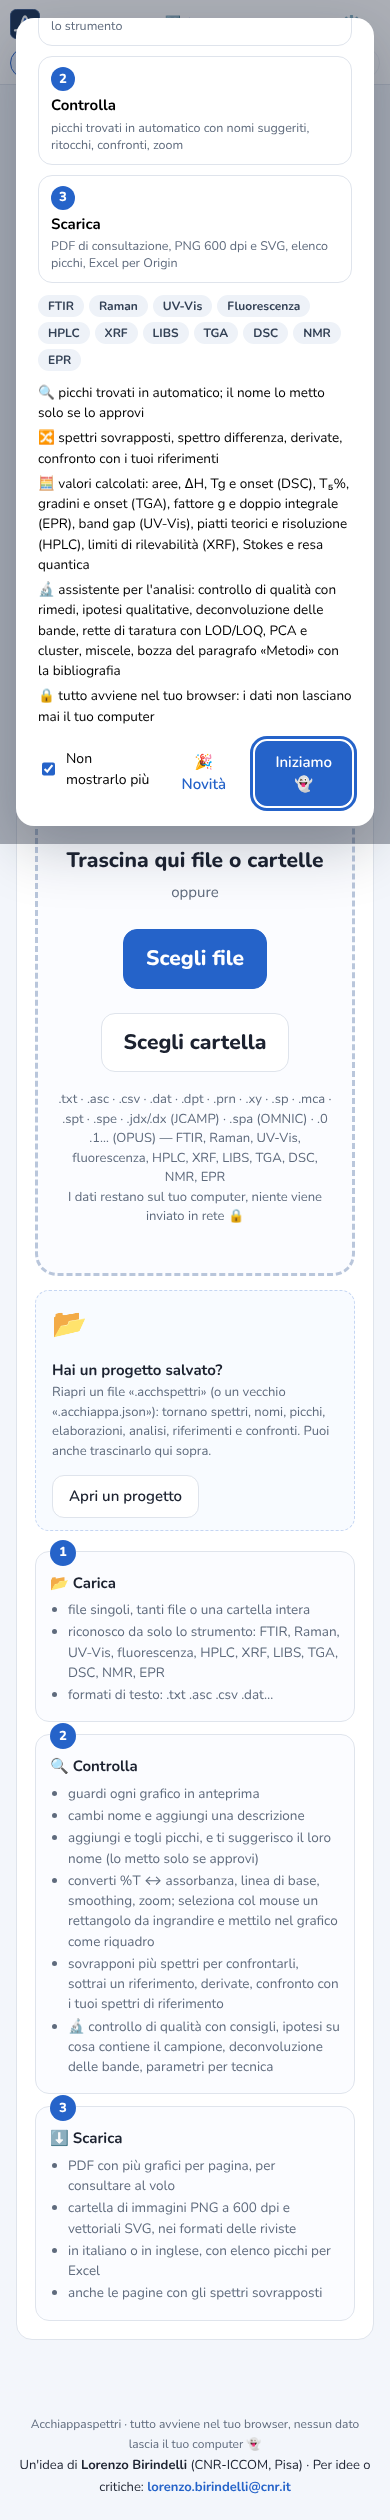 lo strumento
2
Controlla
picchi trovati in automatico con nomi suggeriti,
ritocchi, confronti, zoom
3
Scarica
PDF di consultazione, PNG 600 dpi e SVG, elenco
picchi, Excel per Origin
FTIR Raman UV-Vis Fluorescenza
HPLC XRF LIBS TGA DSC NMR
EPR
🔍 picchi trovati in automatico; il nome lo metto
solo se lo approvi
🔀 spettri sovrapposti, spettro differenza, derivate,
confronto con i tuoi riferimenti
🧮 valori calcolati: aree, ΔH, Tg e onset (DSC), T₅%,
gradini e onset (TGA), fattore g e doppio integrale
(EPR), band gap (UV-Vis), piatti teorici e risoluzione
(HPLC), limiti di rilevabilità (XRF), Stokes e resa
quantica
🔬 assistente per l'analisi: controllo di qualità con
rimedi, ipotesi qualitative, deconvoluzione delle
bande, rette di taratura con LOD/LOQ, PCA e
cluster, miscele, bozza del paragrafo «Metodi» con
la bibliografia
🔒 tutto avviene nel tuo browser: i dati non lasciano
mai il tuo computer
Non
mostrarlo più
🎉
Novità
Iniziamo
👻
Trascina qui file o cartelle
oppure
Scegli file
Scegli cartella
.txt · .asc · .csv · .dat · .dpt · .prn · .xy · .sp · .mca ·
.spt · .spe · .jdx/.dx (JCAMP) · .spa (OMNIC) · .0
.1… (OPUS) — FTIR, Raman, UV-Vis,
fluorescenza, HPLC, XRF, LIBS, TGA, DSC,
NMR, EPR
I dati restano sul tuo computer, niente viene
inviato in rete 🔒
📂
Hai un progetto salvato?
Riapri un file «.acchspettri» (o un vecchio
«.acchiappa.json»): tornano spettri, nomi, picchi,
elaborazioni, analisi, riferimenti e confronti. Puoi
anche trascinarlo qui sopra.
Apri un progetto
1
📂 Carica
• file singoli, tanti file o una cartella intera
• riconosco da solo lo strumento: FTIR, Raman,
UV-Vis, fluorescenza, HPLC, XRF, LIBS, TGA,
DSC, NMR, EPR
• formati di testo: .txt .asc .csv .dat…
2
🔍 Controlla
• guardi ogni grafico in anteprima
• cambi nome e aggiungi una descrizione
• aggiungi e togli picchi, e ti suggerisco il loro
nome (lo metto solo se approvi)
• converti %T ↔ assorbanza, linea di base,
smoothing, zoom; seleziona col mouse un
rettangolo da ingrandire e mettilo nel grafico
come riquadro
• sovrapponi più spettri per confrontarli,
sottrai un riferimento, derivate, confronto con
i tuoi spettri di riferimento
• 🔬 controllo di qualità con consigli, ipotesi su
cosa contiene il campione, deconvoluzione
delle bande, parametri per tecnica
3
⬇️ Scarica
• PDF con più grafici per pagina, per
consultare al volo
• cartella di immagini PNG a 600 dpi e
vettoriali SVG, nei formati delle riviste
• in italiano o in inglese, con elenco picchi per
Excel
• anche le pagine con gli spettri sovrapposti
Acchiappaspettri · tutto avviene nel tuo browser, nessun dato
lascia il tuo computer 👻
Un'idea di Lorenzo Birindelli (CNR-ICCOM, Pisa) · Per idee o
critiche: lorenzo.birindelli@cnr.it